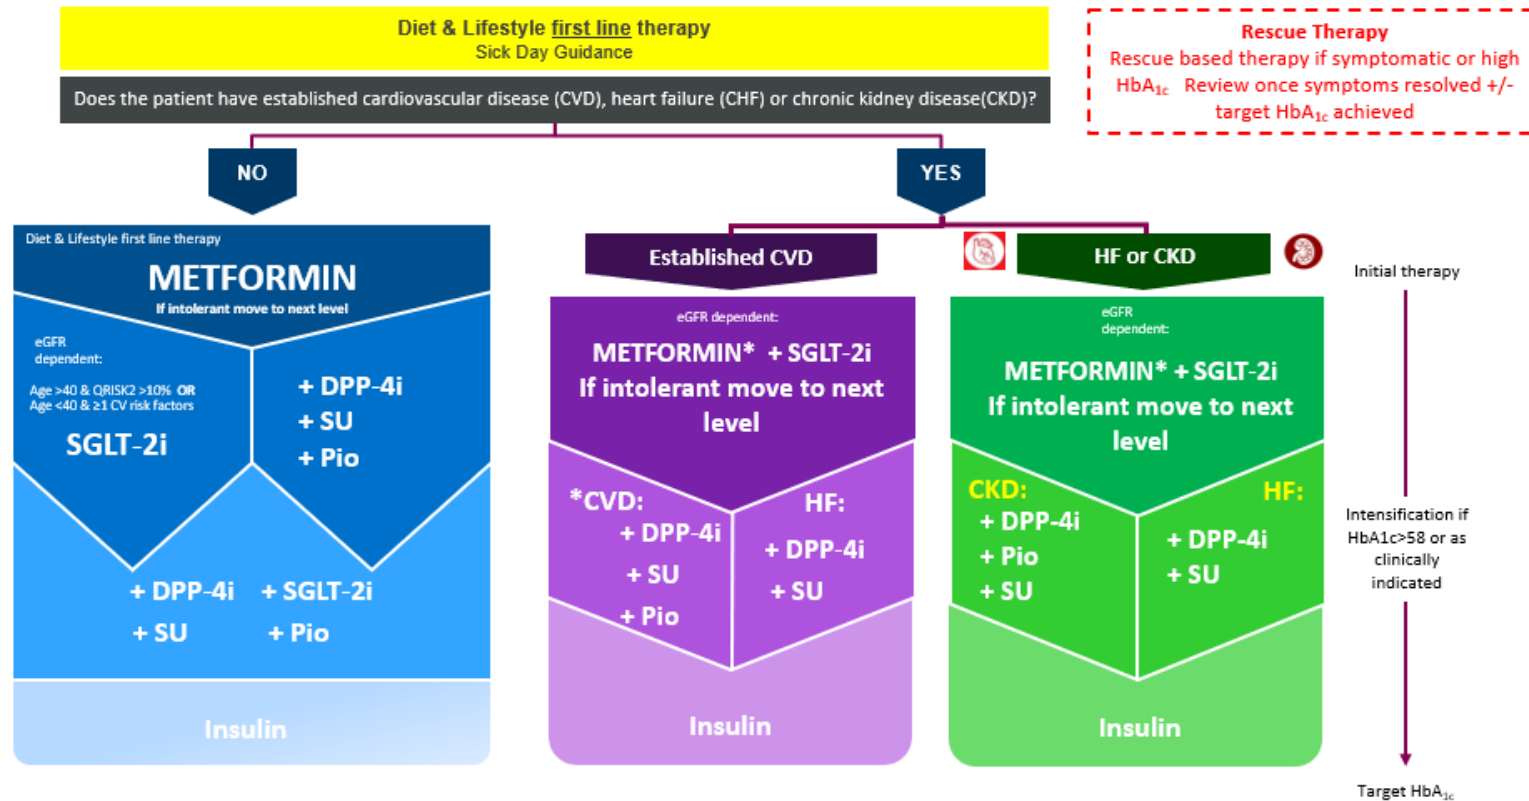 Diet & Lifestyle first line therapy
Sick Day Guidance
Does the patient have established cardiovascular disease (CVD), heart failure (CHF) or chronic kidney disease(CKD)?
Rescue Therapy
Rescue based therapy if symptomatic or high
HbA1c Review once symptoms resolved +/-
target HbA1c achieved
NO
YES
Diet & Lifestyle first line therapy
METFORMIN
If intolerant move to next level
eGFR
dependent:
Age >40 & QRISK2 >10% OR
Age <40 & ≥1 CV risk factors
SGLT-2i
+ DPP-4i
+ SU
+ Pio
+ DPP-4i + SGLT-2i
+ SU + Pio
Insulin
Established CVD
eGFR dependent:
METFORMIN* + SGLT-2i
If intolerant move to next
level
*CVD:
+ DPP-4i
+ SU
+ Pio
HF:
+ DPP-4i
+ SU
Insulin
HF or CKD
eGFR
dependent:
METFORMIN* + SGLT-2i
If intolerant move to next
level
CKD:
+ DPP-4i
+ Pio
+ SU
HF:
+ DPP-4i
+ SU
Insulin
Initial therapy
Intensification if
HbA1c>58 or as
clinically
indicated
Target HbA1c